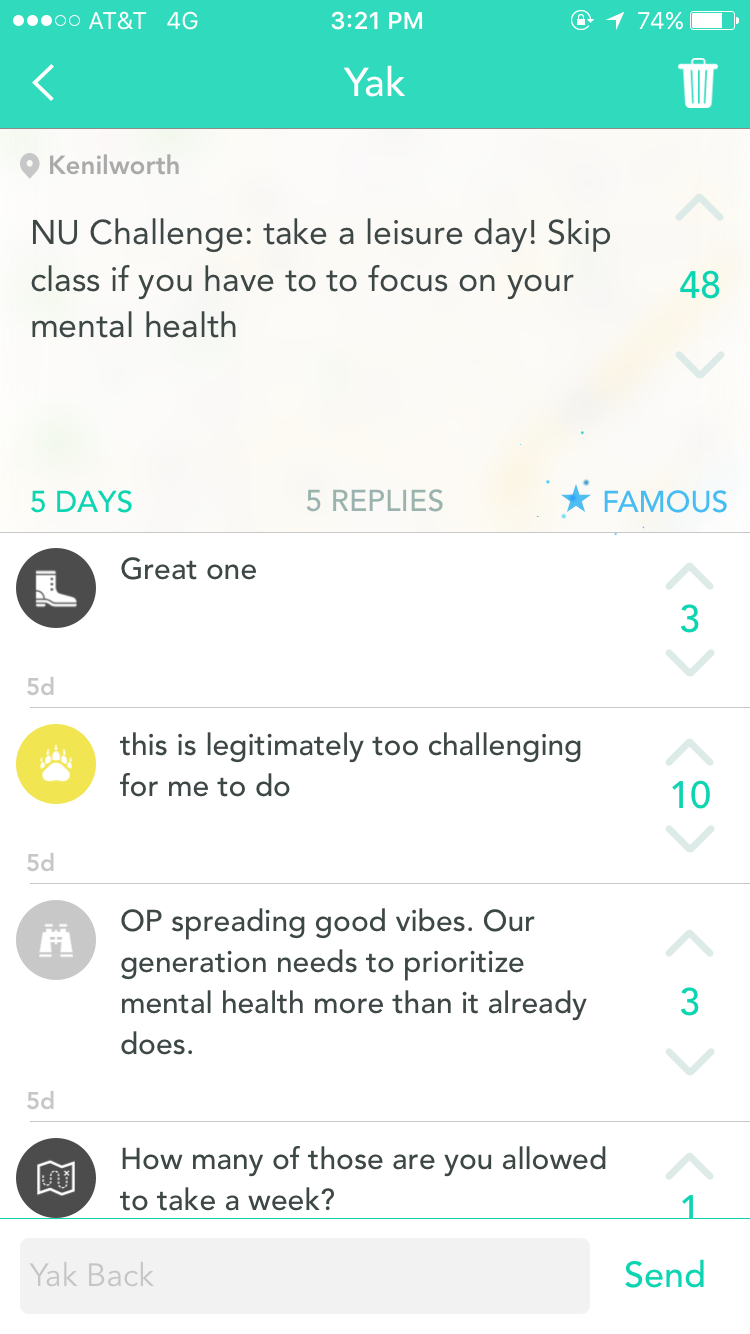 AT&T 4G 3:21 PM 74%
Yak
Kenilworth
NU Challenge: take a leisure day! Skip
class if you have to to focus on your
mental health
48
5 DAYS 5 REPLIES FAMOUS
Great one
3
5d
this is legitimately too challenging
for me to do
10
5d
OP spreading good vibes. Our
generation needs to prioritize
mental health more than it already
does.
3
5d
How many of those are you allowed
to take a week?
1
Yak Back Send